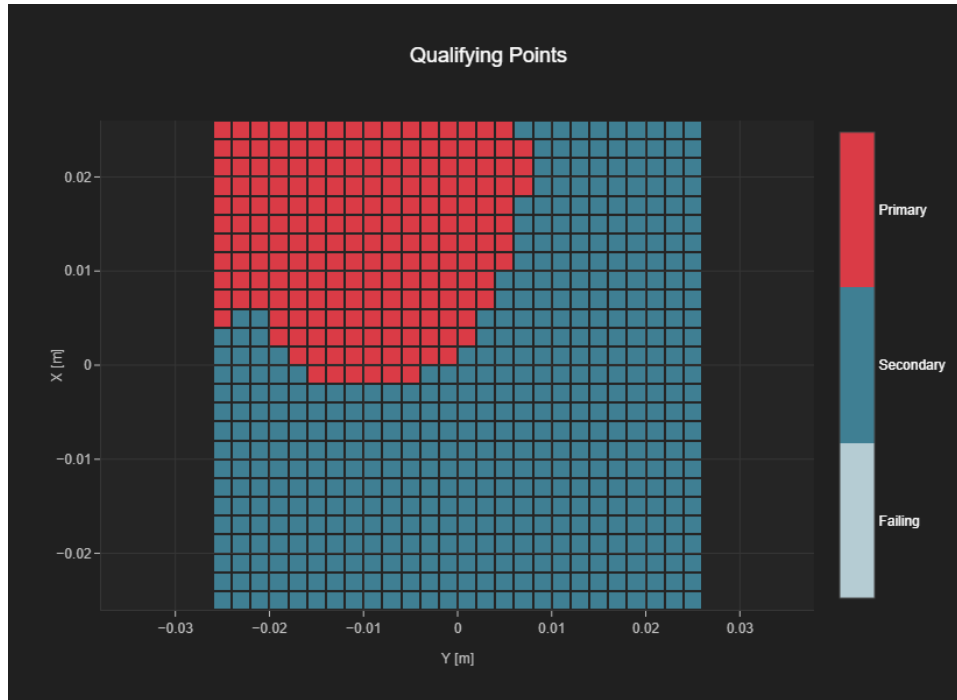 Qualifying Points
0.02
0.01
0
−0.01
−0.02
X [m]
−0.03
−0.02
−0.01
0
0.01
0.02
0.03
Y [m]
Primary
Secondary
Failing